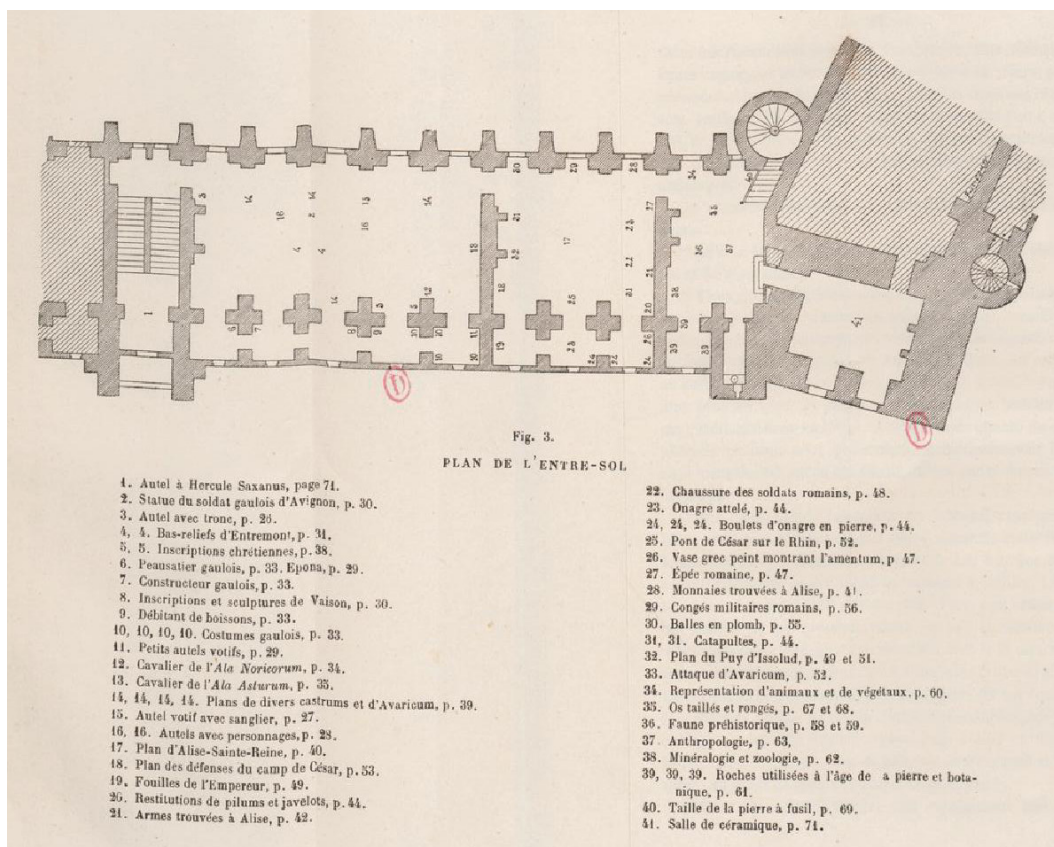 Fig. 3.
PLAN DE L'ENTRE-SOL
1. Autel à Hercule Saxanus, page 71.
2. Statue du soldat gaulois d'Avignon, p. 30.
3. Autel avec tronc, p. 26.
4, 4. Bas-reliefs d'Entremont, p. 31.
5, 5. Inscriptions chrétiennes, p. 38.
6. Peausatier gaulois, p. 33. Epona, p. 29.
7. Constructeur gaulois, p. 33.
8. Inscriptions et sculptures de Vaison, p. 30.
9. Débitant de boissons, p. 33.
10, 10, 10, 10. Costumes gaulois, p. 33.
11. Petits autels votifs, p. 29.
12. Cavalier de l'Ala Noricorum, p. 34.
13. Cavalier de l'Ala Asturum, p. 35.
14, 14, 14, 14. Plans de divers castrums et d'Avaricum, p. 39.
15. Autel votif avec sanglier, p. 27.
16, 16. Autels avec personnages, p. 28.
17. Plan d'Alise-Sainte-Reine, p. 40.
18. Plan des défenses du camp de César, p. 53.
19. Fouilles de l'Empereur, p. 49.
20. Restitutions de pilums et javelots, p. 44.
21. Armes trouvées à Alise, p. 42.
22. Chaussure des soldats romains, p. 48.
23. Onagre attelé, p. 44.
24, 24, 24. Boulets d'onagre en pierre, p. 44.
25. Pont de César sur le Rhin, p. 52.
26. Vase grec peint montrant l'amentum, p 47.
27. Épée romaine, p. 47.
28. Monnaies trouvées à Alise, p. 41.
29. Congés militaires romains, p. 56.
30. Balles en plomb, p. 55.
31, 31. Catapultes, p. 44.
32. Plan du Puy d'Issolud, p. 49 et 51.
33. Attaque d'Avaricum, p. 52.
34. Représentation d'animaux et de végétaux, p. 60.
35. Os taillés et rongés, p. 67 et 68.
36. Faune préhistorique, p. 58 et 59.
37. Anthropologie, p. 63,
38. Minéralogie et zoologie, p. 62.
39, 39, 39. Roches utilisées à l'âge de a pierre et bota-
nique, p. 61.
40. Taille de la pierre à fusil, p. 69.
41. Salle de céramique, p. 71.